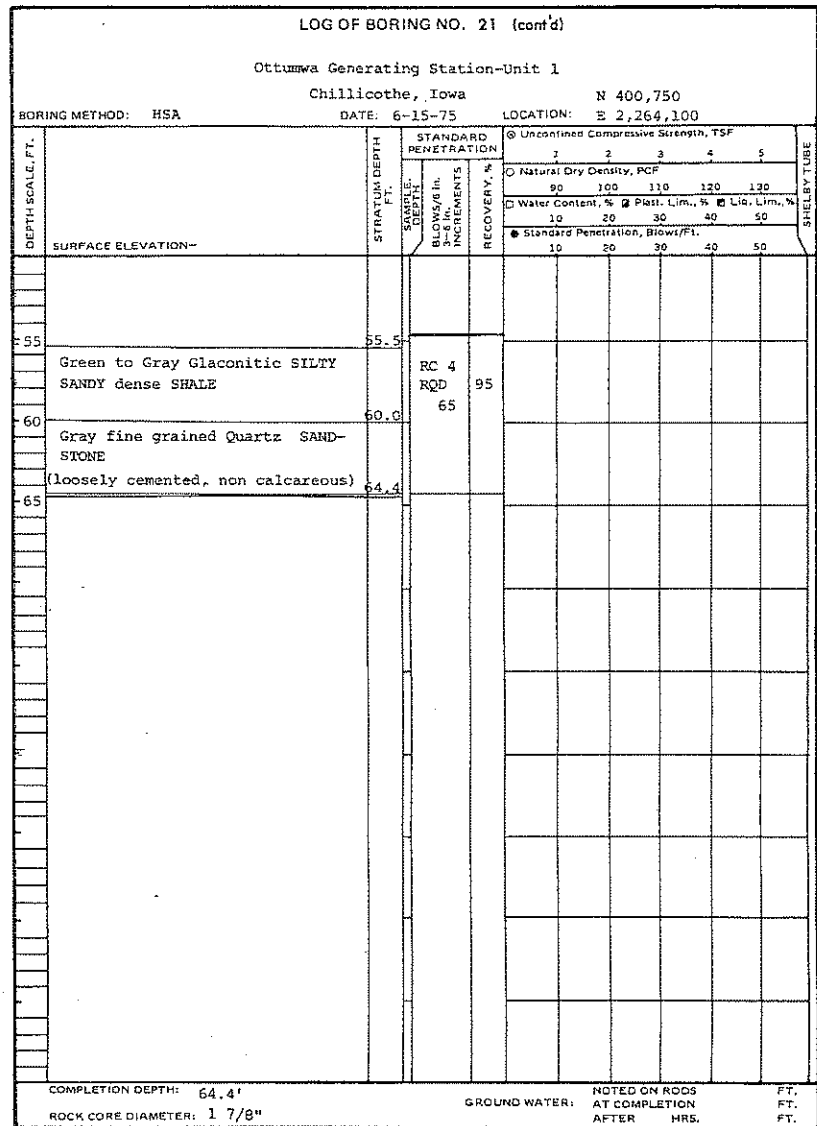 LOG OF BORING NO. 21 (cont'd)
Ottumwa Generating Station-Unit 1
Chillicothe, Iowa
N 400,750
BORING METHOD: HSA
DATE: 6-15-75
LOCATION: E 2,264,100
DEPTH SCALE, FT.
SURFACE ELEVATION—
STRATUM DEPTH FT.
STANDARD PENETRATION
SAMPLE DEPTH
BLOWS/6 In. 3-6 In. INCREMENTS
RECOVERY, %
⊗ Unconfined Compressive Strength, TSF
1 2 3 4 5
○ Natural Dry Density, PCF
90 100 110 120 130
□ Water Content, % Plast. Lim., % Liq. Lim., %
10 20 30 40 50
● Standard Penetration, Blows/Ft.
10 20 30 40 50
SHELBY TUBE
55
55.5
Green to Gray Glaconitic SILTY
SANDY dense SHALE
RC 4
RQD
65
95
60
60.0
Gray fine grained Quartz SAND-
STONE
(loosely cemented, non calcareous)
64.4
65
COMPLETION DEPTH: 64.4'
ROCK CORE DIAMETER: 1 7/8"
GROUND WATER:
NOTED ON RODS FT.
AT COMPLETION FT.
AFTER HRS. FT.